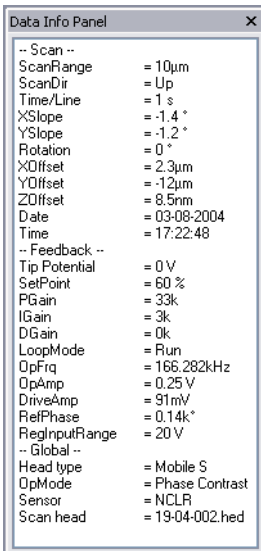 Data Info Panel
-- Scan --
ScanRange = 10µm
ScanDir = Up
Time/Line = 1 s
XSlope = -1.4 °
YSlope = -1.2 °
Rotation = 0 °
XOffset = 2.3µm
YOffset = -12µm
ZOffset = 8.5nm
Date = 03-08-2004
Time = 17:22:48
-- Feedback --
Tip Potential = 0 V
SetPoint = 60 %
PGain = 33k
IGain = 3k
DGain = 0k
LoopMode = Run
OpFrq = 166.282kHz
OpAmp = 0.25 V
DriveAmp = 91mV
RefPhase = 0.14k°
RegInputRange = 20 V
-- Global --
Head type = Mobile S
OpMode = Phase Contrast
Sensor = NCLR
Scan head = 19-04-002.hed